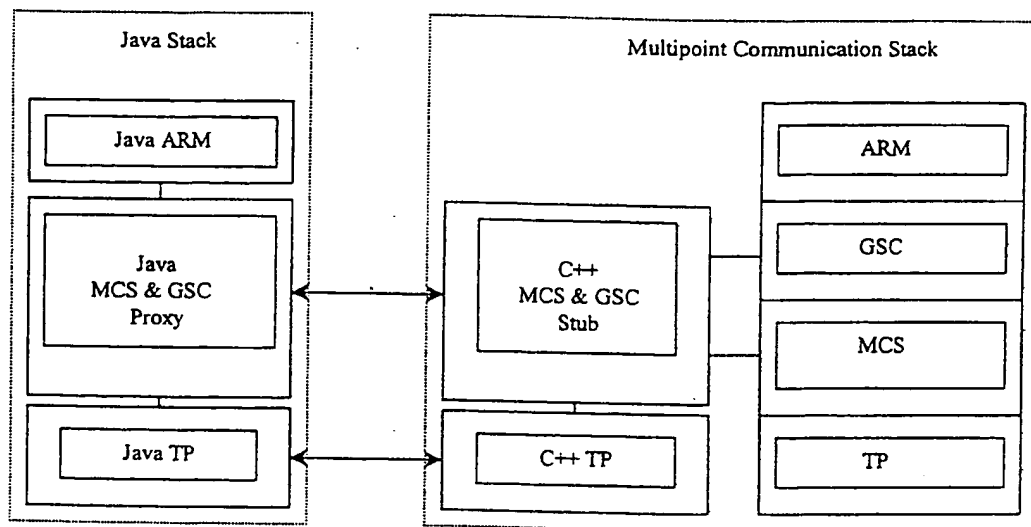 Java Stack
Multipoint Communication Stack
Java ARM
Java
MCS & GSC
Proxy
Java TP
C++
MCS & GSC
Stub
C++ TP
ARM
GSC
MCS
TP